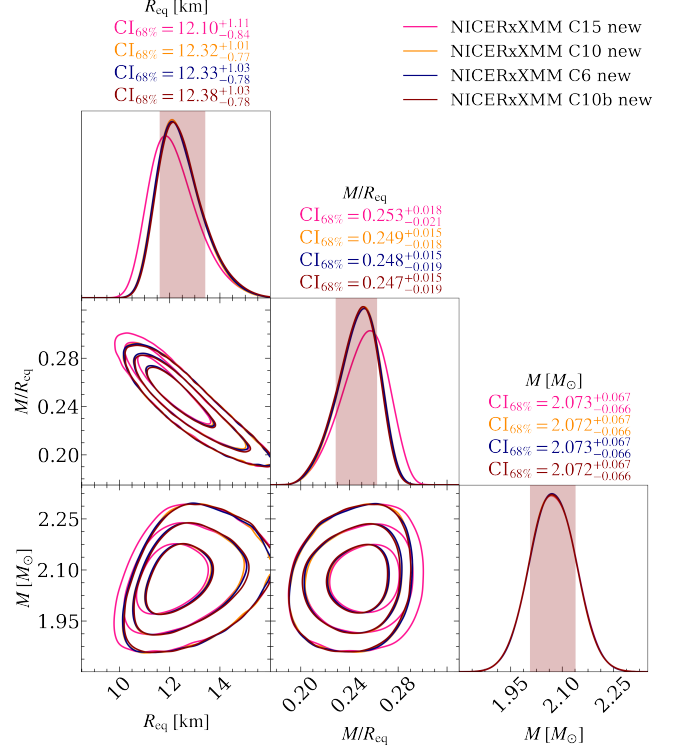 R_eq [km]
CI_68% = 12.10^{+1.11}_{−0.84}
CI_68% = 12.32^{+1.01}_{−0.77}
CI_68% = 12.33^{+1.03}_{−0.78}
CI_68% = 12.38^{+1.03}_{−0.78}
NICERxXMM C15 new
NICERxXMM C10 new
NICERxXMM C6 new
NICERxXMM C10b new
M/R_eq
CI_68% = 0.253^{+0.018}_{−0.021}
CI_68% = 0.249^{+0.015}_{−0.018}
CI_68% = 0.248^{+0.015}_{−0.019}
CI_68% = 0.247^{+0.015}_{−0.019}
M/R_eq
0.28
0.24
0.20
M [M_⊙]
CI_68% = 2.073^{+0.067}_{−0.066}
CI_68% = 2.072^{+0.067}_{−0.066}
CI_68% = 2.073^{+0.067}_{−0.066}
CI_68% = 2.072^{+0.067}_{−0.066}
M [M_⊙]
2.25
2.10
1.95
10 12 14
R_eq [km]
0.20 0.24 0.28
M/R_eq
1.95 2.10 2.25
M [M_⊙]